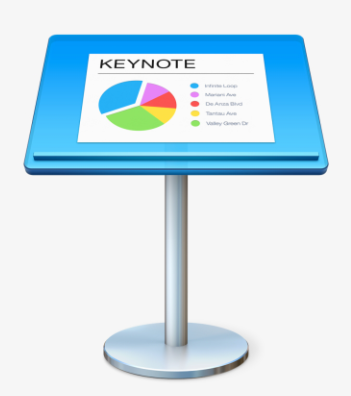 KEYNOTE
Infinite Loop
Mariani Ave
De Anza Blvd
Tantau Ave
Valley Green Dr